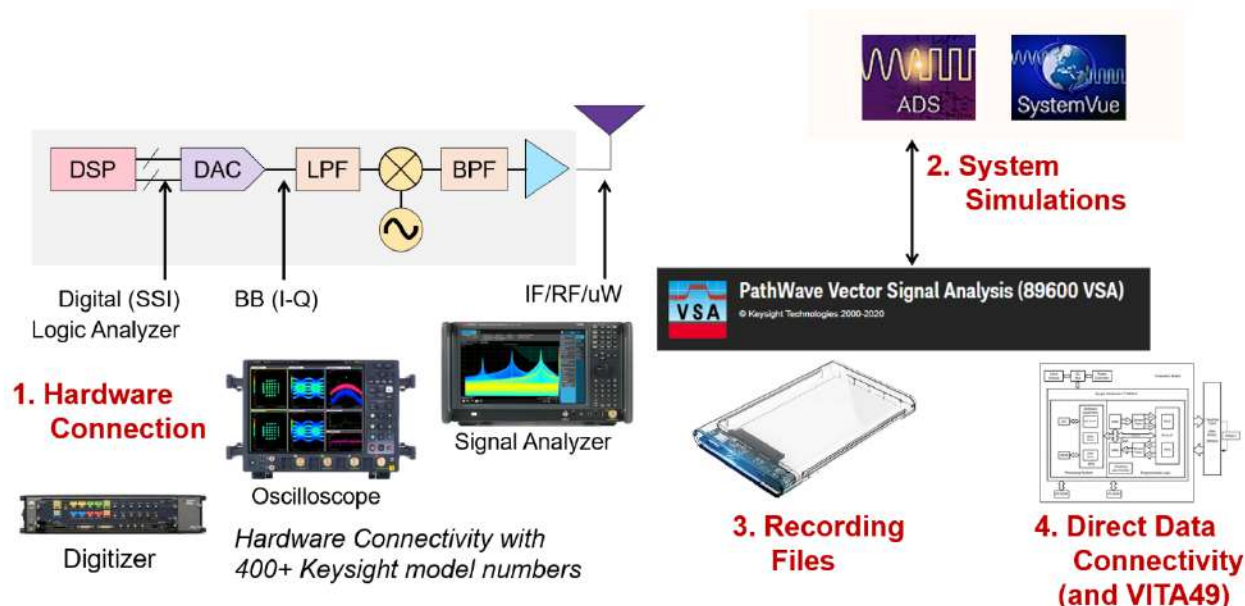 ADS
SystemVue
DSP
DAC
LPF
BPF
2. System
Simulations
Digital (SSI)
Logic Analyzer
BB (I-Q)
IF/RF/uW
VSA
PathWave Vector Signal Analysis (89600 VSA)
© Keysight Technologies 2000-2020
1. Hardware
Connection
Signal Analyzer
Oscilloscope
Digitizer
Hardware Connectivity with
400+ Keysight model numbers
3. Recording
Files
4. Direct Data
Connectivity
(and VITA49)